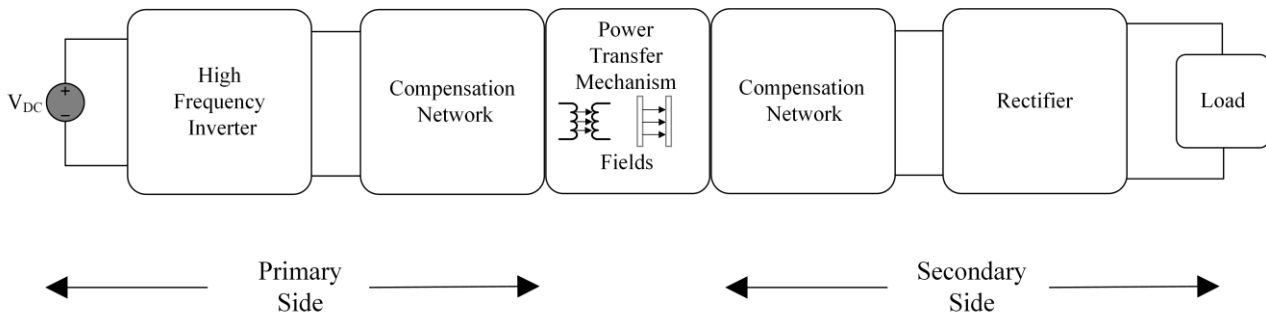 V_DC
+
−
High
Frequency
Inverter
Compensation
Network
Power
Transfer
Mechanism
Fields
Compensation
Network
Rectifier
Load
Primary
Side
Secondary
Side